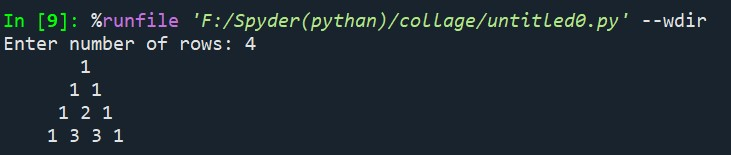 In [9]: %runfile 'F:/Spyder(pythan)/collage/untitled0.py' --wdir
Enter number of rows: 4
1
1 1
1 2 1
1 3 3 1